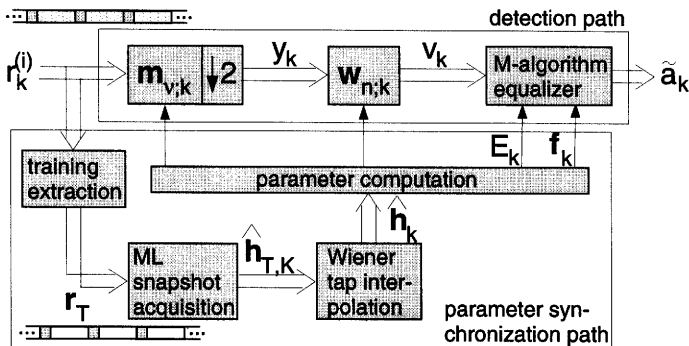 detection path
r_k^(i)
m_ν;k ↓2
y_k
w_n;k
v_k
M-algorithm
equalizer
ã_k
E_k
f_k
training
extraction
parameter computation
ĥ_k
r_T
ML
snapshot
acquisition
ĥ_T,K
Wiener
tap inter-
polation
parameter syn-
chronization path